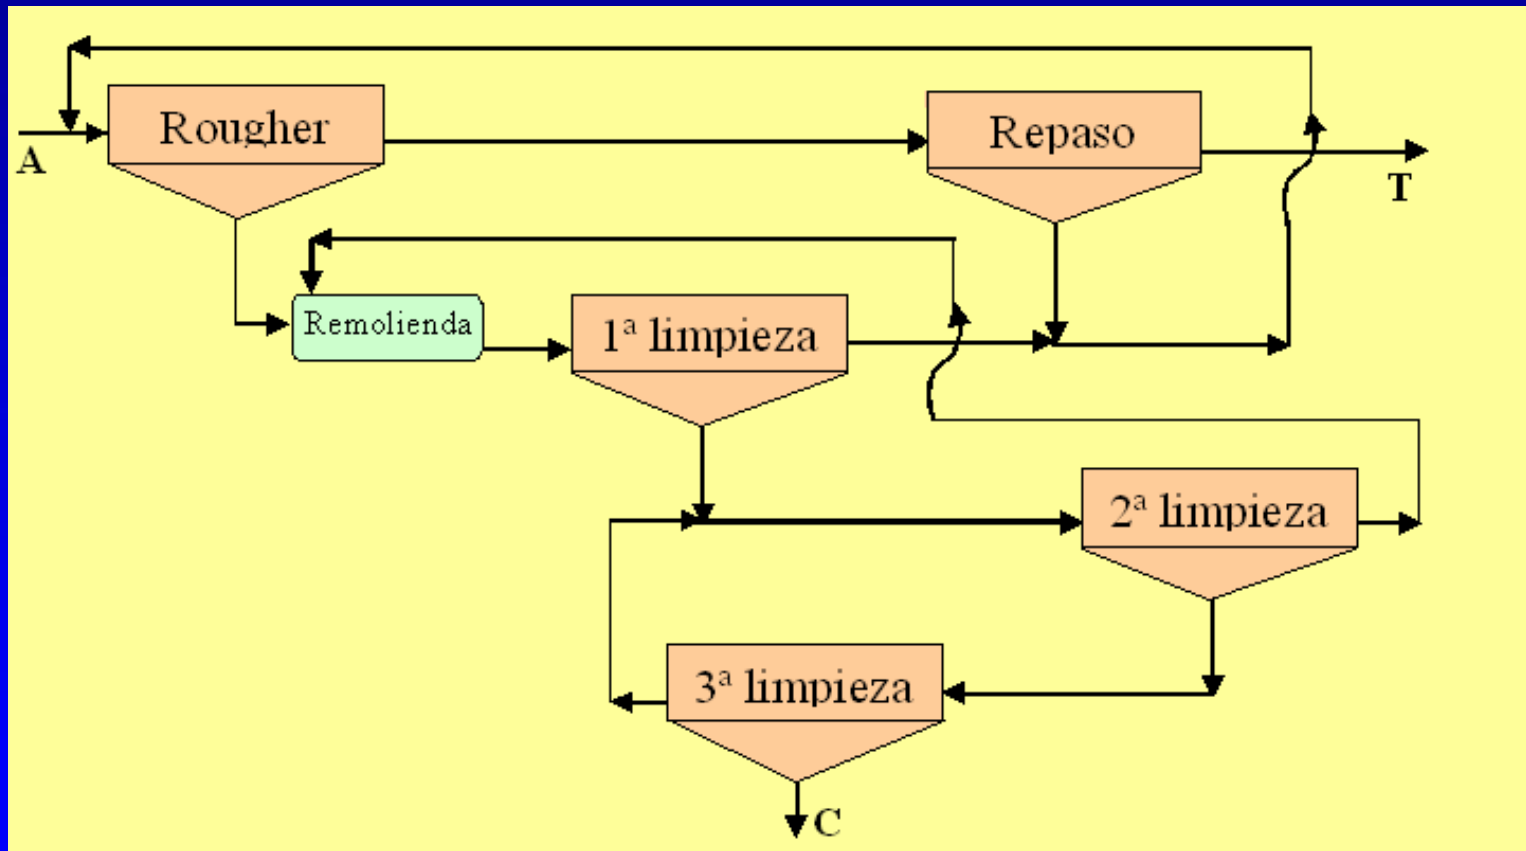 Rougher
Repaso
A
T
Remolienda
1ª limpieza
2ª limpieza
3ª limpieza
C